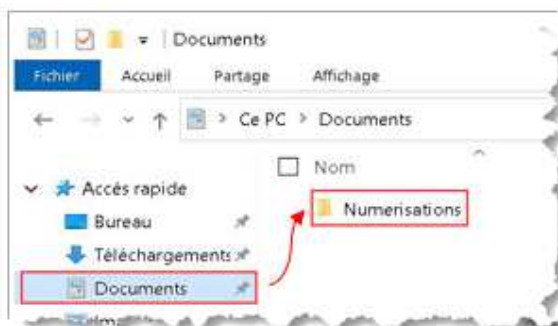 Documents
Fichier Accueil Partage Affichage
Ce PC > Documents
Nom
Accès rapide
Numerisations
Bureau
Téléchargements
Documents